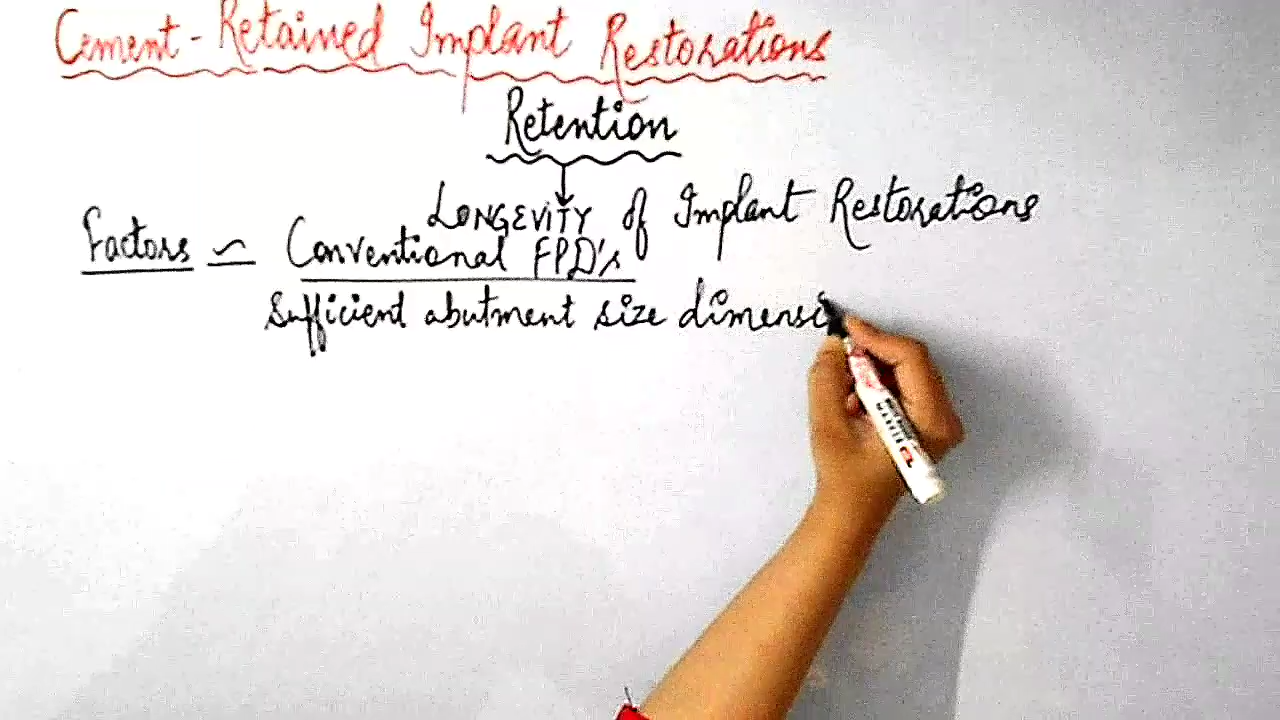 Cement-Retained Implant Restorations
Retention
LONGEVITY of Implant Restorations
Factors - Conventional FPD's
Sufficient abutment size dimensi